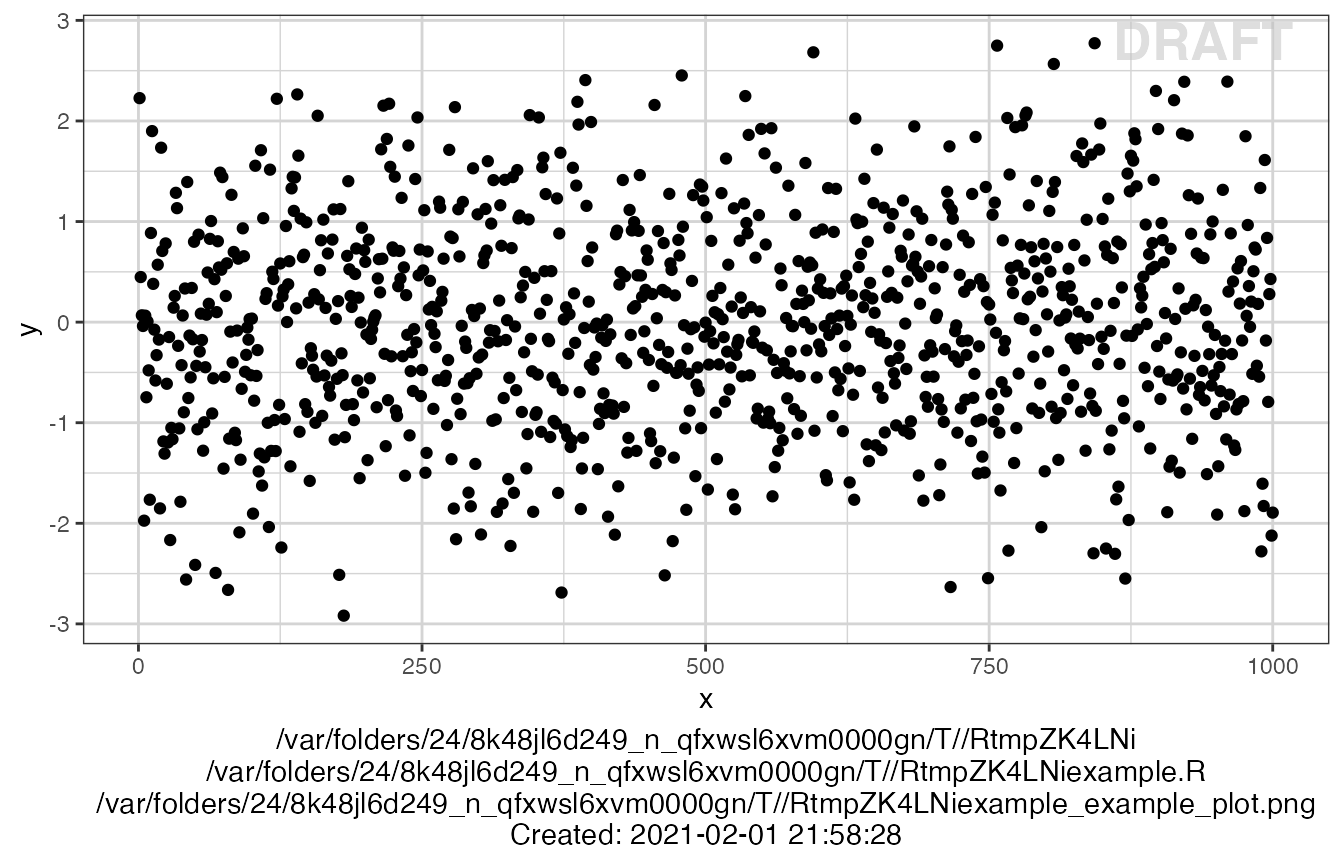 DRAFT
3
2
1
0
-1
-2
-3
y
0 250 500 750 1000
x
/var/folders/24/8k48jl6d249_n_qfxwsl6xvm0000gn/T//RtmpZK4LNi
/var/folders/24/8k48jl6d249_n_qfxwsl6xvm0000gn/T//RtmpZK4LNiexample.R
/var/folders/24/8k48jl6d249_n_qfxwsl6xvm0000gn/T//RtmpZK4LNiexample_example_plot.png
Created: 2021-02-01 21:58:28